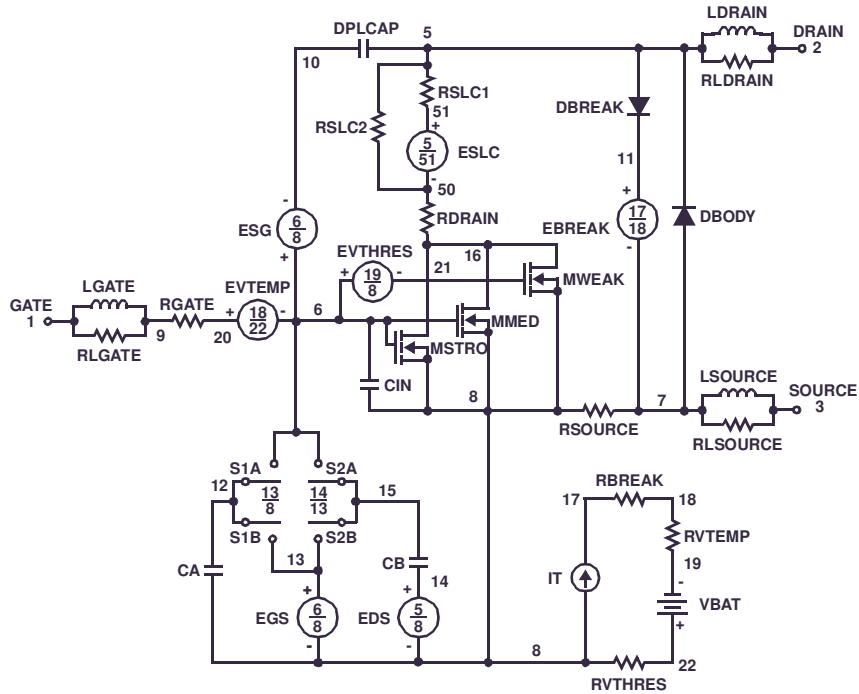 LDRAIN
DPLCAP 5 DRAIN
10 2
RSLC1 RLDRAIN
51
RSLC2 + DBREAK
5
51 ESLC
- 11
50
- +
ESG 6
8 RDRAIN EBREAK 17
18 DBODY
+ EVTHRES 16 -
+ 19
8 - 21 MWEAK
LGATE EVTEMP
GATE RGATE + 18
22 - 6 MMED
1 9 20 MSTRO
RLGATE LSOURCE
CIN 8 7 SOURCE
3
RSOURCE RLSOURCE
S1A S2A RBREAK
12 13
8 14
13 15 17 18
S1B S2B RVTEMP
13 CB 19
CA 14 IT -
+ + VBAT
EGS 6
8 EDS 5
8 +
- - 8 22
RVTHRES